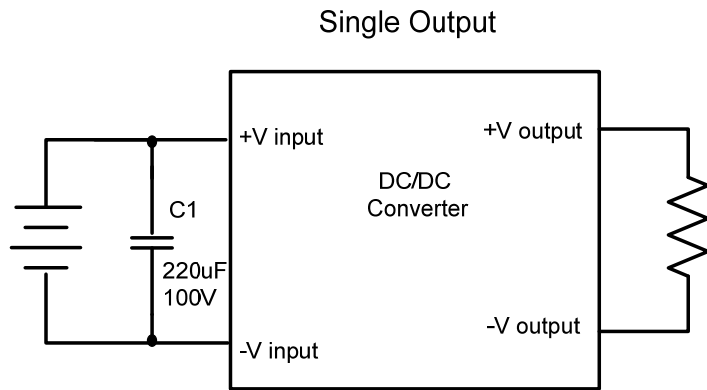 Single Output
+V input
+V output
DC/DC
Converter
C1
220uF
100V
-V input
-V output